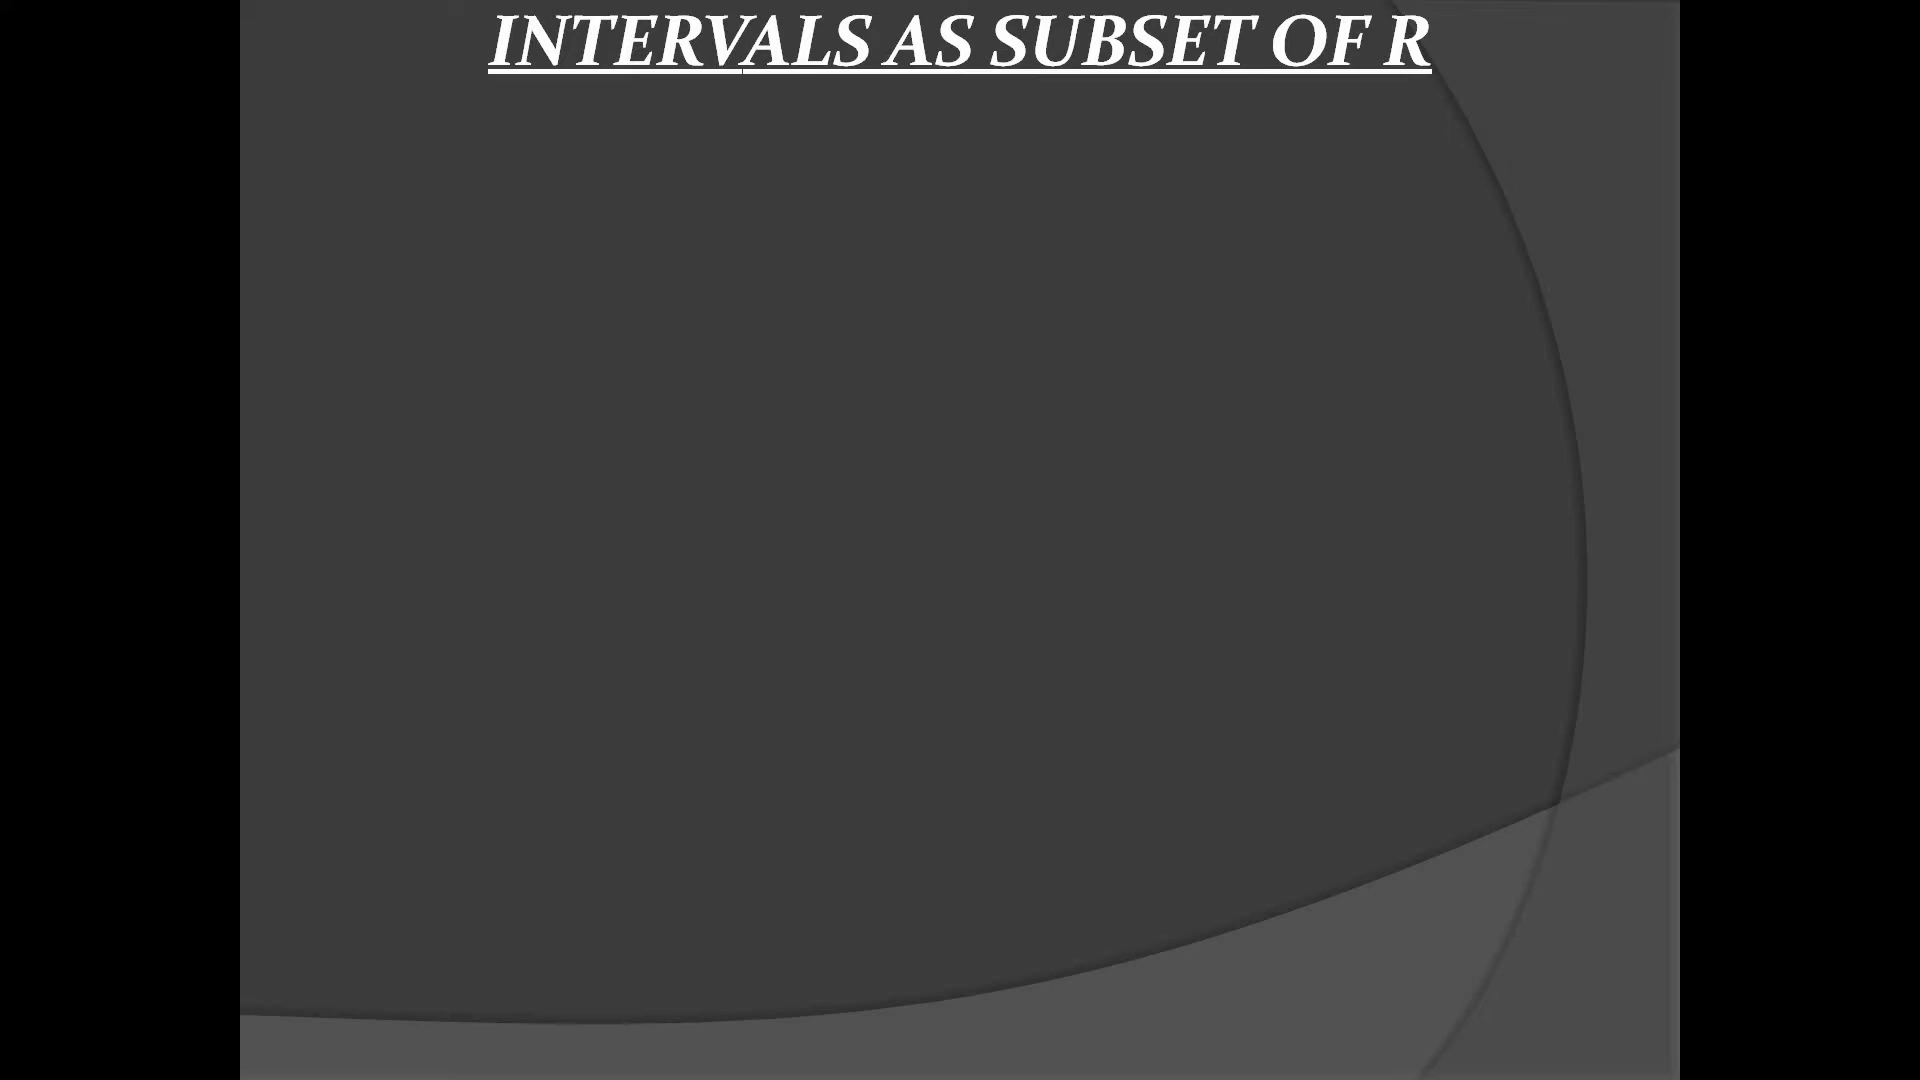 INTERVALS AS SUBSET OF R